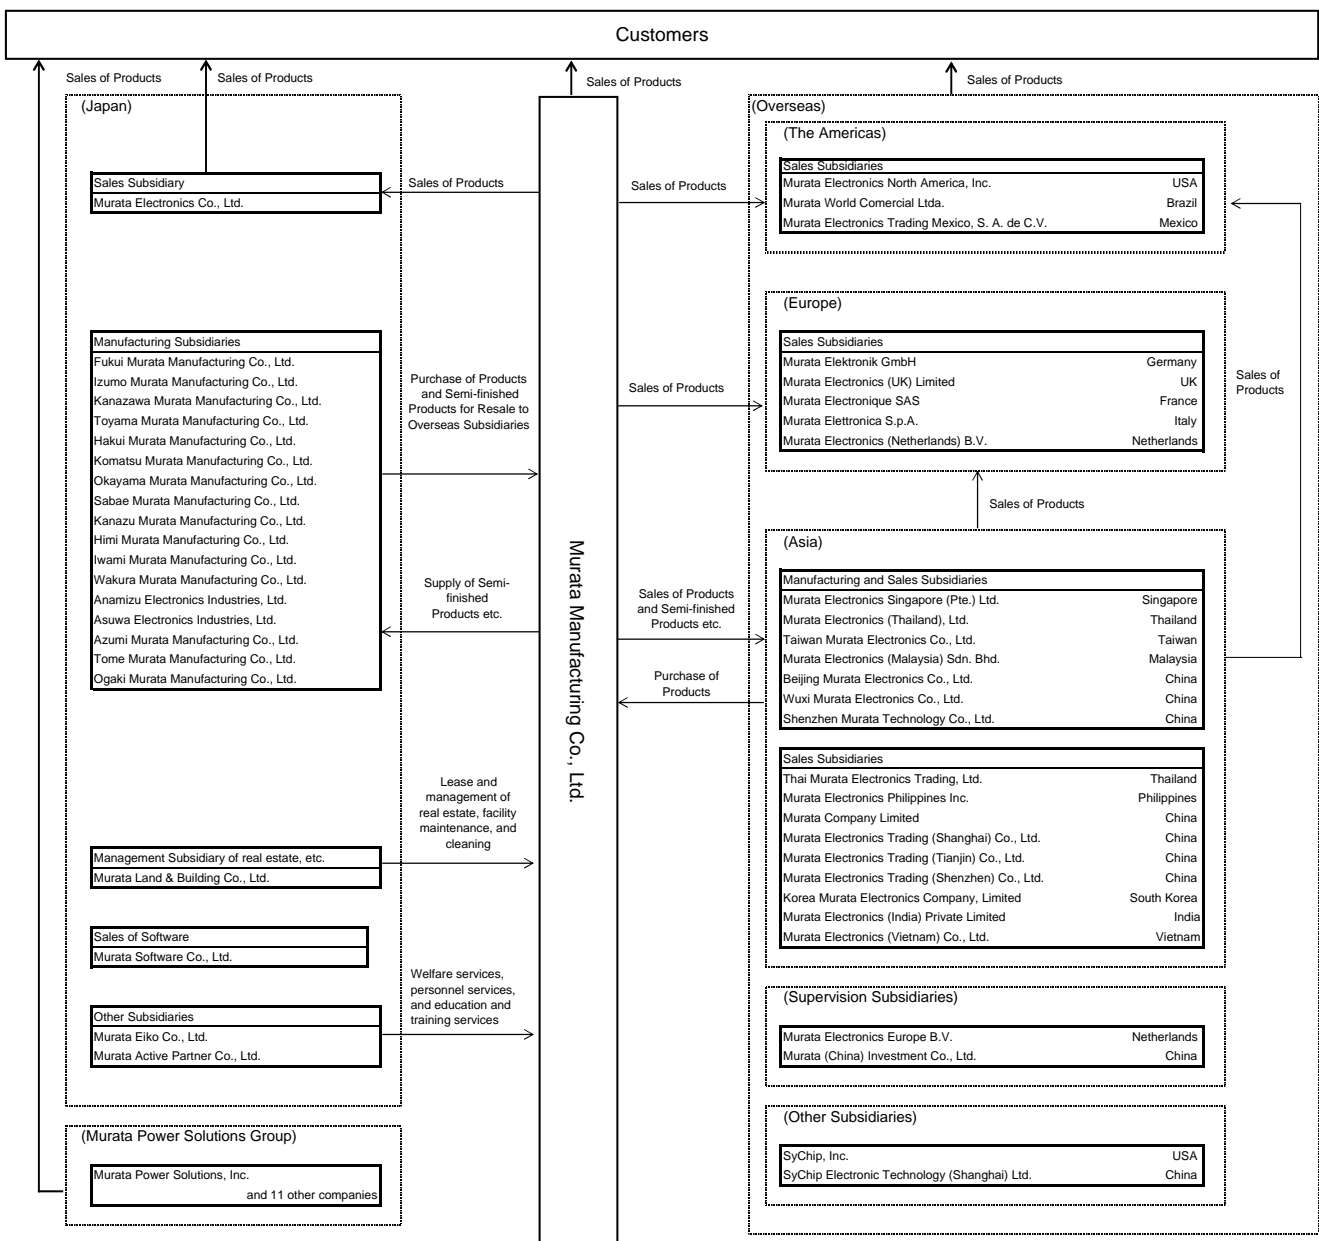 Customers
Sales of Products
Sales of Products
Sales of Products
Sales of Products
(Japan)
Sales Subsidiary
Murata Electronics Co., Ltd.
Sales of Products
Manufacturing Subsidiaries
Fukui Murata Manufacturing Co., Ltd.
Izumo Murata Manufacturing Co., Ltd.
Kanazawa Murata Manufacturing Co., Ltd.
Toyama Murata Manufacturing Co., Ltd.
Hakui Murata Manufacturing Co., Ltd.
Komatsu Murata Manufacturing Co., Ltd.
Okayama Murata Manufacturing Co., Ltd.
Sabae Murata Manufacturing Co., Ltd.
Kanazu Murata Manufacturing Co., Ltd.
Himi Murata Manufacturing Co., Ltd.
Iwami Murata Manufacturing Co., Ltd.
Wakura Murata Manufacturing Co., Ltd.
Anamizu Electronics Industries, Ltd.
Asuwa Electronics Industries, Ltd.
Azumi Murata Manufacturing Co., Ltd.
Tome Murata Manufacturing Co., Ltd.
Ogaki Murata Manufacturing Co., Ltd.
Purchase of Products
and Semi-finished
Products for Resale to
Overseas Subsidiaries
Supply of Semi-
finished
Products etc.
Management Subsidiary of real estate, etc.
Murata Land & Building Co., Ltd.
Lease and
management of
real estate, facility
maintenance, and
cleaning
Sales of Software
Murata Software Co., Ltd.
Other Subsidiaries
Murata Eiko Co., Ltd.
Murata Active Partner Co., Ltd.
Welfare services,
personnel services,
and education and
training services
(Murata Power Solutions Group)
Murata Power Solutions, Inc.
and 11 other companies
Murata Manufacturing Co., Ltd.
(Overseas)
(The Americas)
Sales Subsidiaries
Murata Electronics North America, Inc. USA
Murata World Comercial Ltda. Brazil
Murata Electronics Trading Mexico, S. A. de C.V. Mexico
Sales of Products
(Europe)
Sales Subsidiaries
Murata Elektronik GmbH Germany
Murata Electronics (UK) Limited UK
Murata Electronique SAS France
Murata Elettronica S.p.A. Italy
Murata Electronics (Netherlands) B.V. Netherlands
Sales of Products
Sales of
Products
Sales of Products
(Asia)
Manufacturing and Sales Subsidiaries
Murata Electronics Singapore (Pte.) Ltd. Singapore
Murata Electronics (Thailand), Ltd. Thailand
Taiwan Murata Electronics Co., Ltd. Taiwan
Murata Electronics (Malaysia) Sdn. Bhd. Malaysia
Beijing Murata Electronics Co., Ltd. China
Wuxi Murata Electronics Co., Ltd. China
Shenzhen Murata Technology Co., Ltd. China
Sales of Products
and Semi-finished
Products etc.
Purchase of
Products
Sales Subsidiaries
Thai Murata Electronics Trading, Ltd. Thailand
Murata Electronics Philippines Inc. Philippines
Murata Company Limited China
Murata Electronics Trading (Shanghai) Co., Ltd. China
Murata Electronics Trading (Tianjin) Co., Ltd. China
Murata Electronics Trading (Shenzhen) Co., Ltd. China
Korea Murata Electronics Company, Limited South Korea
Murata Electronics (India) Private Limited India
Murata Electronics (Vietnam) Co., Ltd. Vietnam
(Supervision Subsidiaries)
Murata Electronics Europe B.V. Netherlands
Murata (China) Investment Co., Ltd. China
(Other Subsidiaries)
SyChip, Inc. USA
SyChip Electronic Technology (Shanghai) Ltd. China